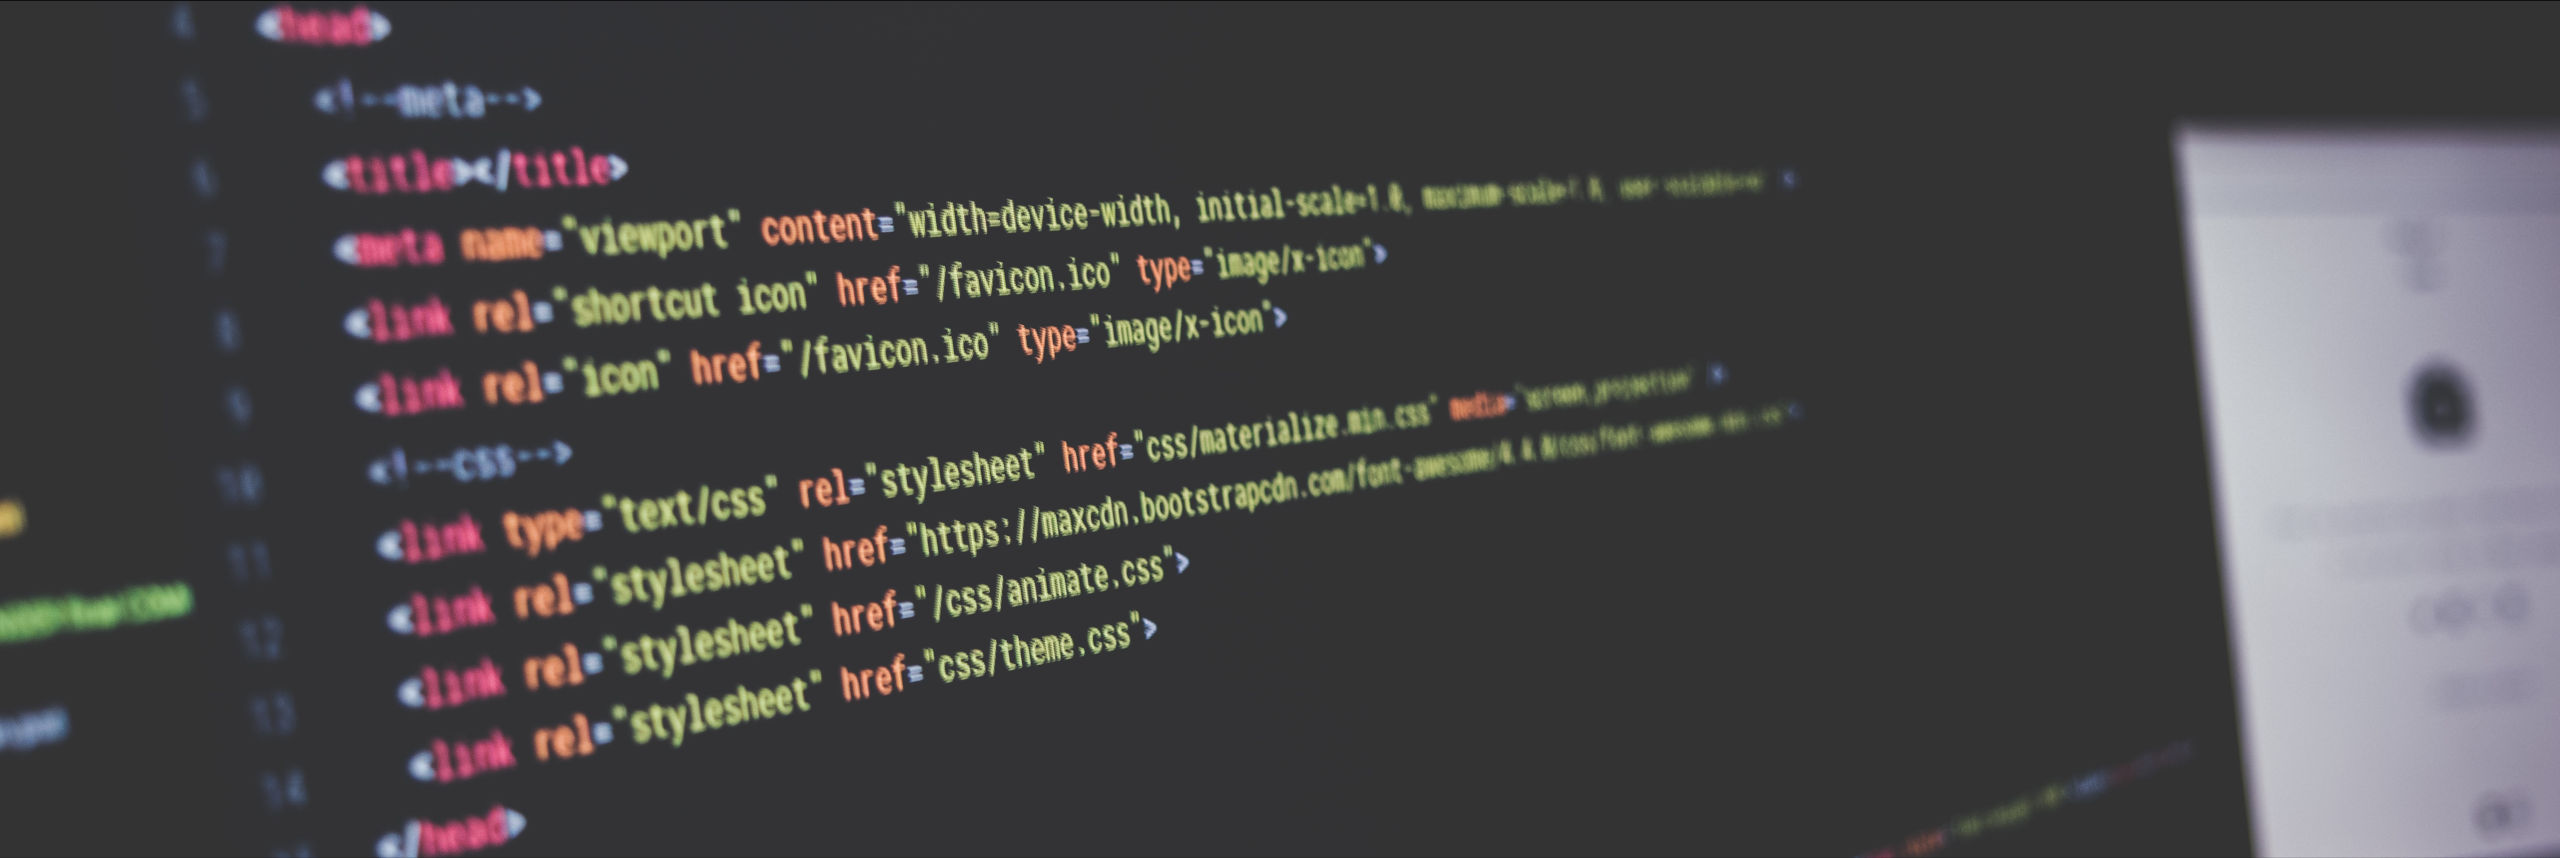 4 <head>
5 <!--meta-->
6 <title></title>
7 <meta name="viewport" content="width=device-width, initial-scale=1.0, maximum-scale=1.0,
8 <link rel="shortcut icon" href="/favicon.ico" type="image/x-icon">
9 <link rel="icon" href="/favicon.ico" type="image/x-icon">
10 <!--css-->
11 <link type="text/css" rel="stylesheet" href="css/materialize.min.css" media="screen,projection" >
12 <link rel="stylesheet" href="https://maxcdn.bootstrapcdn.com/font-awesome/4.4.0/css/font-awesome.min.css">
13 <link rel="stylesheet" href="/css/animate.css">
14 <link rel="stylesheet" href="css/theme.css">
</head>